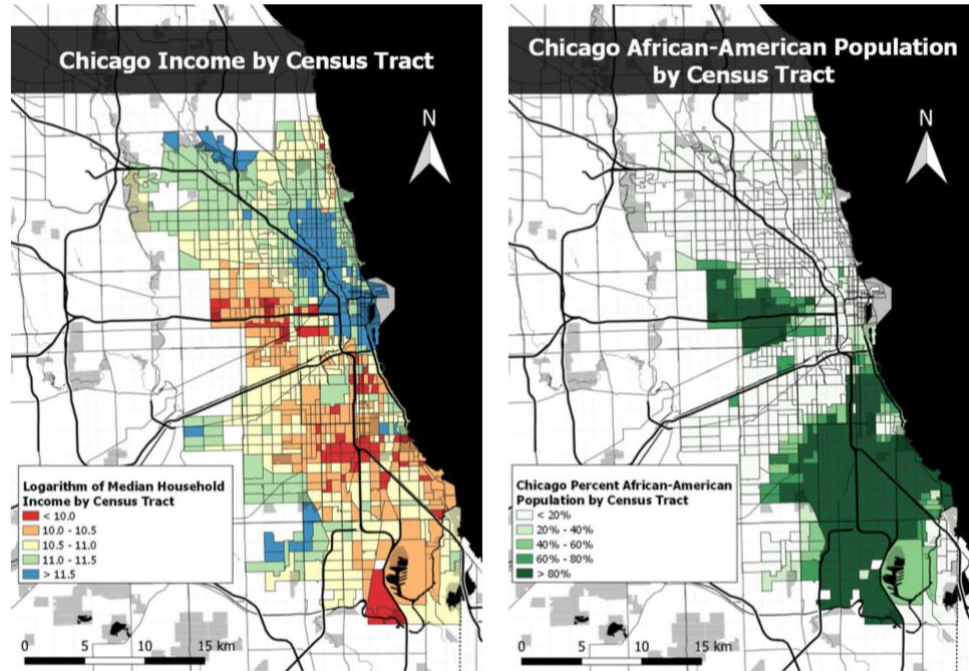 Chicago Income by Census Tract
N
Logarithm of Median Household
Income by Census Tract
< 10.0
10.0 - 10.5
10.5 - 11.0
11.0 - 11.5
> 11.5
0 5 10 15 km
Chicago African-American Population
by Census Tract
N
Chicago Percent African-American
Population by Census Tract
< 20%
20% - 40%
40% - 60%
60% - 80%
> 80%
0 5 10 15 km